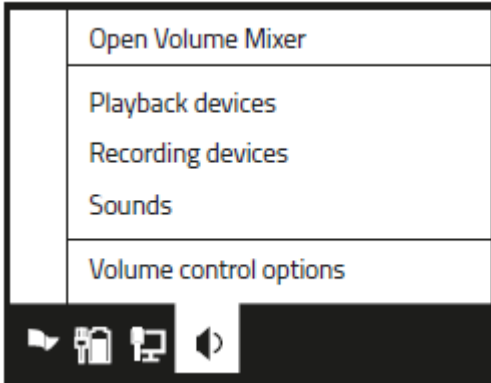 Open Volume Mixer
Playback devices
Recording devices
Sounds
Volume control options